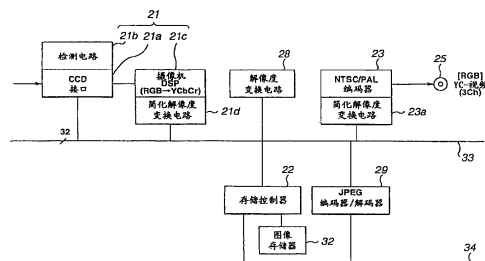 21
21b 21a 21c
检测电路
CCD
接口
摄像机
DSP
(RGB→YCbCr)
简化解像度
变换电路
21d
28
解像度
变换电路
23
NTSC/PAL
编码器
简化解像度
变换电路
23a
25
[RGB]
YC-视频
(3Ch)
32
33
22
存储控制器
图像
存储器
32
29
JPEG
编码器/解码器
34